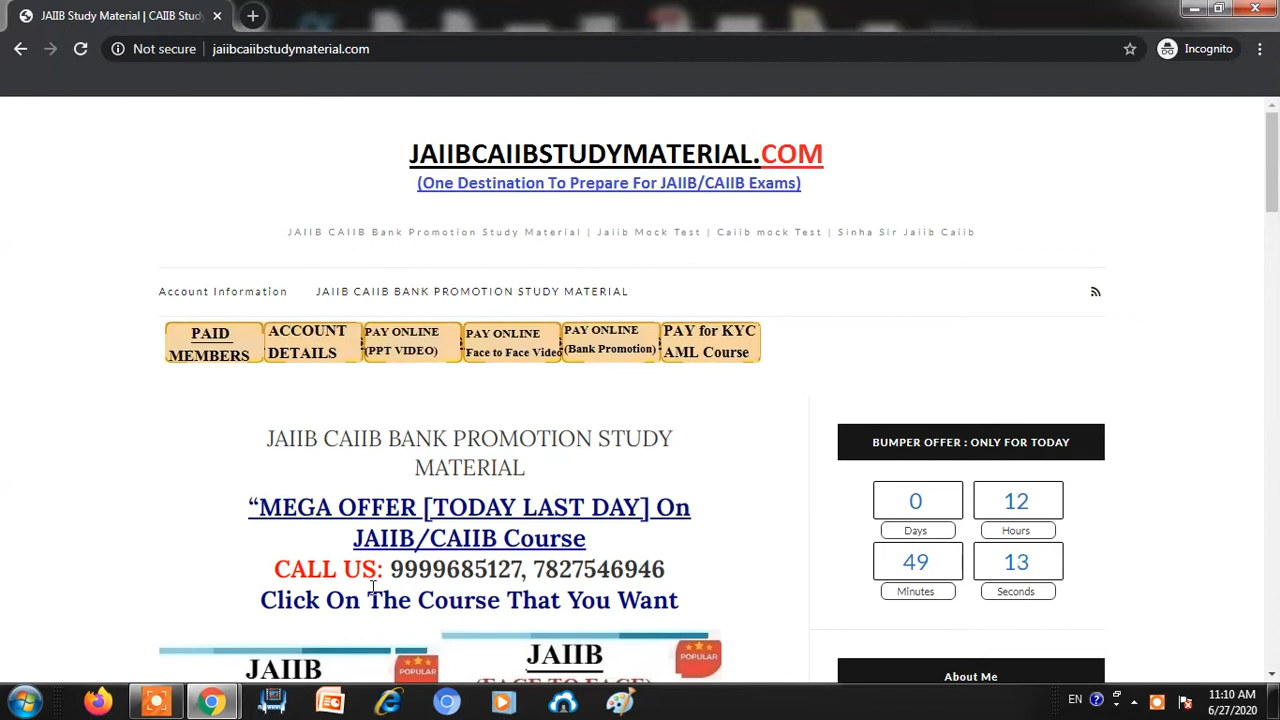 JAIIB Study Material | CAIIB Stud
Not secure
jaiibcaiibstudymaterial.com
Incognito
JAIIBCAIIBSTUDYMATERIAL.COM
(One Destination To Prepare For JAIIB/CAIIB Exams)
JAIIB CAIIB Bank Promotion Study Material | Jaiib Mock Test | Caiib mock Test | Sinha Sir Jaiib Caiib
Account Information
JAIIB CAIIB BANK PROMOTION STUDY MATERIAL
PAID
MEMBERS
ACCOUNT
DETAILS
PAY ONLINE
(PPT VIDEO)
PAY ONLINE
Face to Face Video
PAY ONLINE
(Bank Promotion)
PAY for KYC
AML Course
JAIIB CAIIB BANK PROMOTION STUDY
MATERIAL
“MEGA OFFER [TODAY LAST DAY] On
JAIIB/CAIIB Course
CALL US: 9999685127, 7827546946
Click On The Course That You Want
JAIIB
POPULAR
JAIIB
(FACE TO FACE)
POPULAR
BUMPER OFFER : ONLY FOR TODAY
0
Days
12
Hours
49
Minutes
13
Seconds
About Me
EN
11:10 AM
6/27/2020